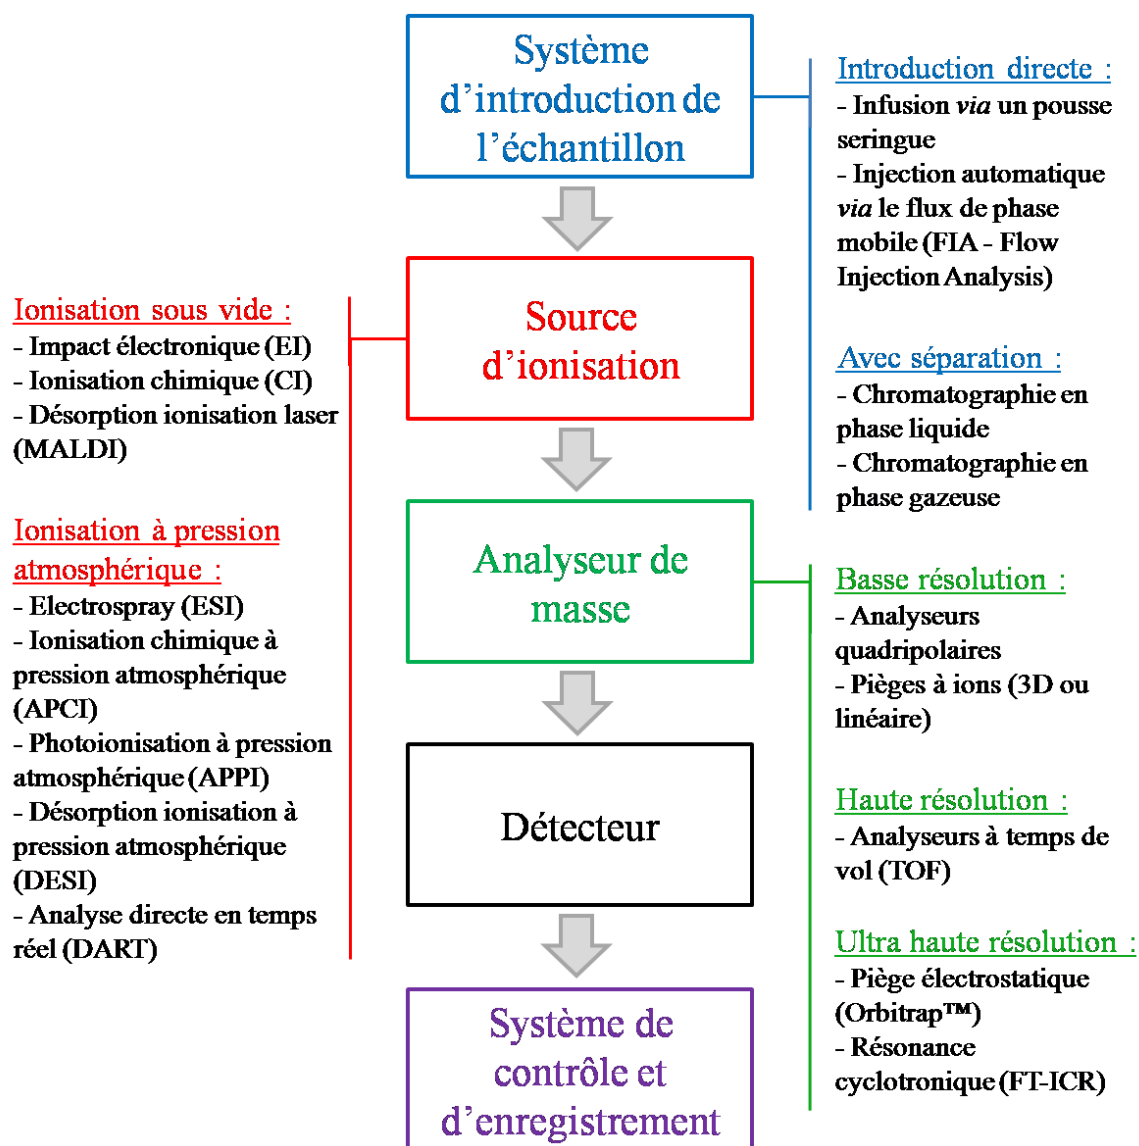 Système
d'introduction de
l'échantillon
Introduction directe :
- Infusion via un pousse
seringue
- Injection automatique
via le flux de phase
mobile (FIA - Flow
Injection Analysis)
Avec séparation :
- Chromatographie en
phase liquide
- Chromatographie en
phase gazeuse
Source
d'ionisation
Ionisation sous vide :
- Impact électronique (EI)
- Ionisation chimique (CI)
- Désorption ionisation laser
(MALDI)
Ionisation à pression
atmosphérique :
- Electrospray (ESI)
- Ionisation chimique à
pression atmosphérique
(APCI)
- Photoionisation à pression
atmosphérique (APPI)
- Désorption ionisation à
pression atmosphérique
(DESI)
- Analyse directe en temps
réel (DART)
Analyseur de
masse
Basse résolution :
- Analyseurs
quadripolaires
- Pièges à ions (3D ou
linéaire)
Haute résolution :
- Analyseurs à temps de
vol (TOF)
Ultra haute résolution :
- Piège électrostatique
(Orbitrap™)
- Résonance
cyclotronique (FT-ICR)
Détecteur
Système de
contrôle et
d'enregistrement